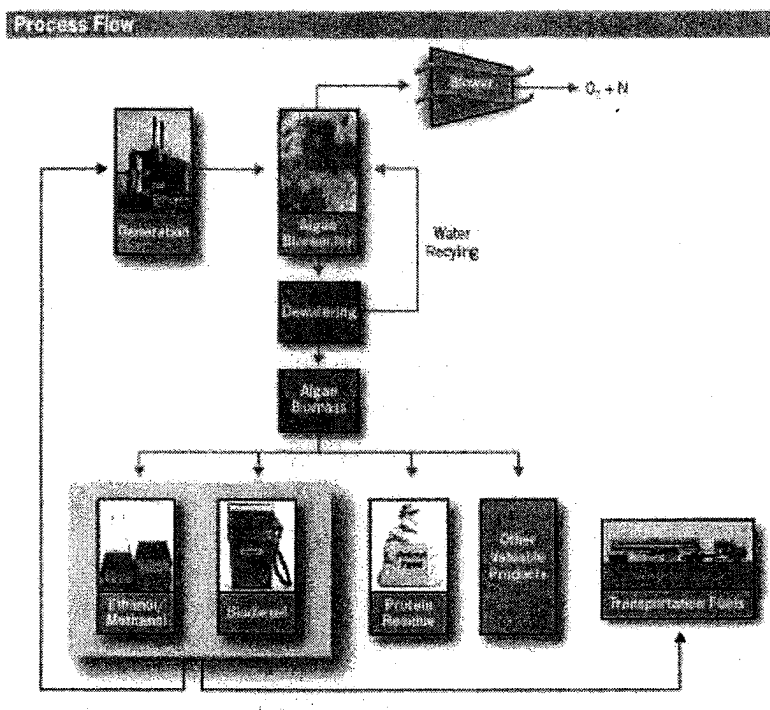 Process Flow
Blower
O₂ + N
Generation
Algae
Bioreactor
Water
Recyling
Dewatering
Algae
Biomass
Ethanol/
Methanol
Biodiesel
Protein
Residue
Other
Valuable
Products
Transportation Fuels